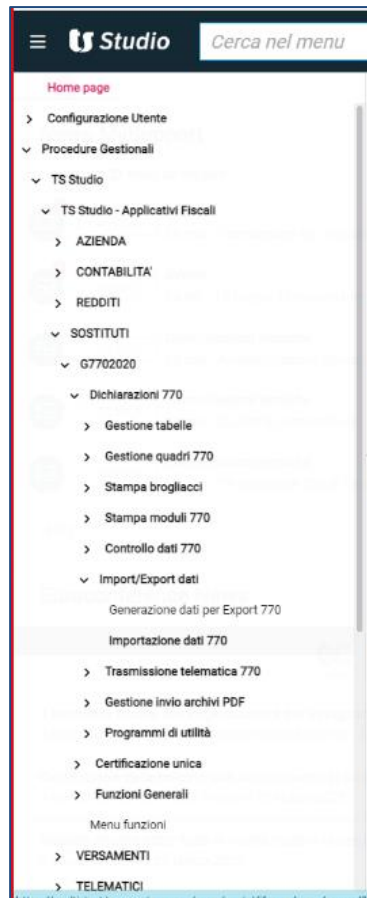 TS Studio Cerca nel menu
Home page
Configurazione Utente
Procedure Gestionali
TS Studio
TS Studio - Applicativi Fiscali
AZIENDA
CONTABILITA'
REDDITI
SOSTITUTI
G7702020
Dichiarazioni 770
Gestione tabelle
Gestione quadri 770
Stampa brogliacci
Stampa moduli 770
Controllo dati 770
Import/Export dati
Generazione dati per Export 770
Importazione dati 770
Trasmissione telematica 770
Gestione invio archivi PDF
Programmi di utilità
Certificazione unica
Funzioni Generali
Menu funzioni
VERSAMENTI
TELEMATICI